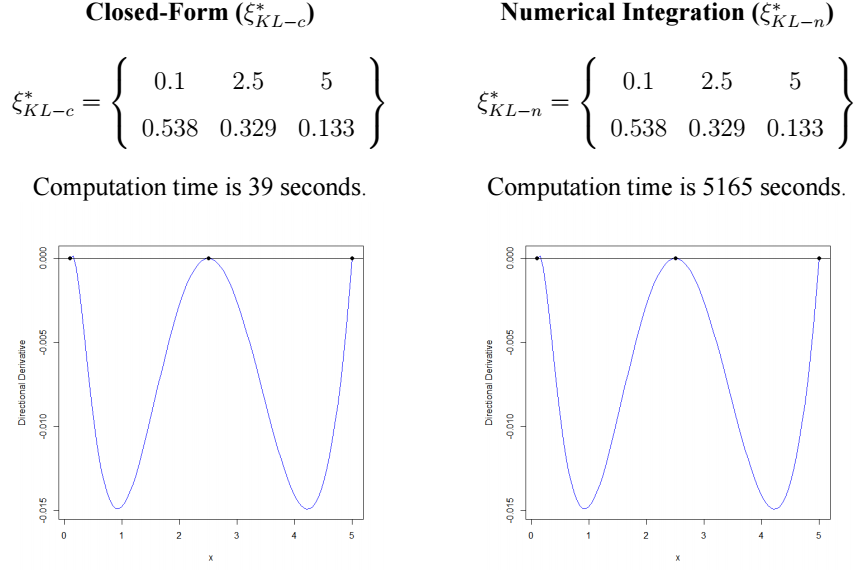 Closed-Form (ξ*KL−c)
ξ*KL−c = { 0.1 2.5 5
0.538 0.329 0.133 }
Computation time is 39 seconds.
0.000
-0.005
-0.010
-0.015
Directional Derivative
0 1 2 3 4 5
x
Numerical Integration (ξ*KL−n)
ξ*KL−n = { 0.1 2.5 5
0.538 0.329 0.133 }
Computation time is 5165 seconds.
0.000
-0.005
-0.010
-0.015
Directional Derivative
0 1 2 3 4 5
x